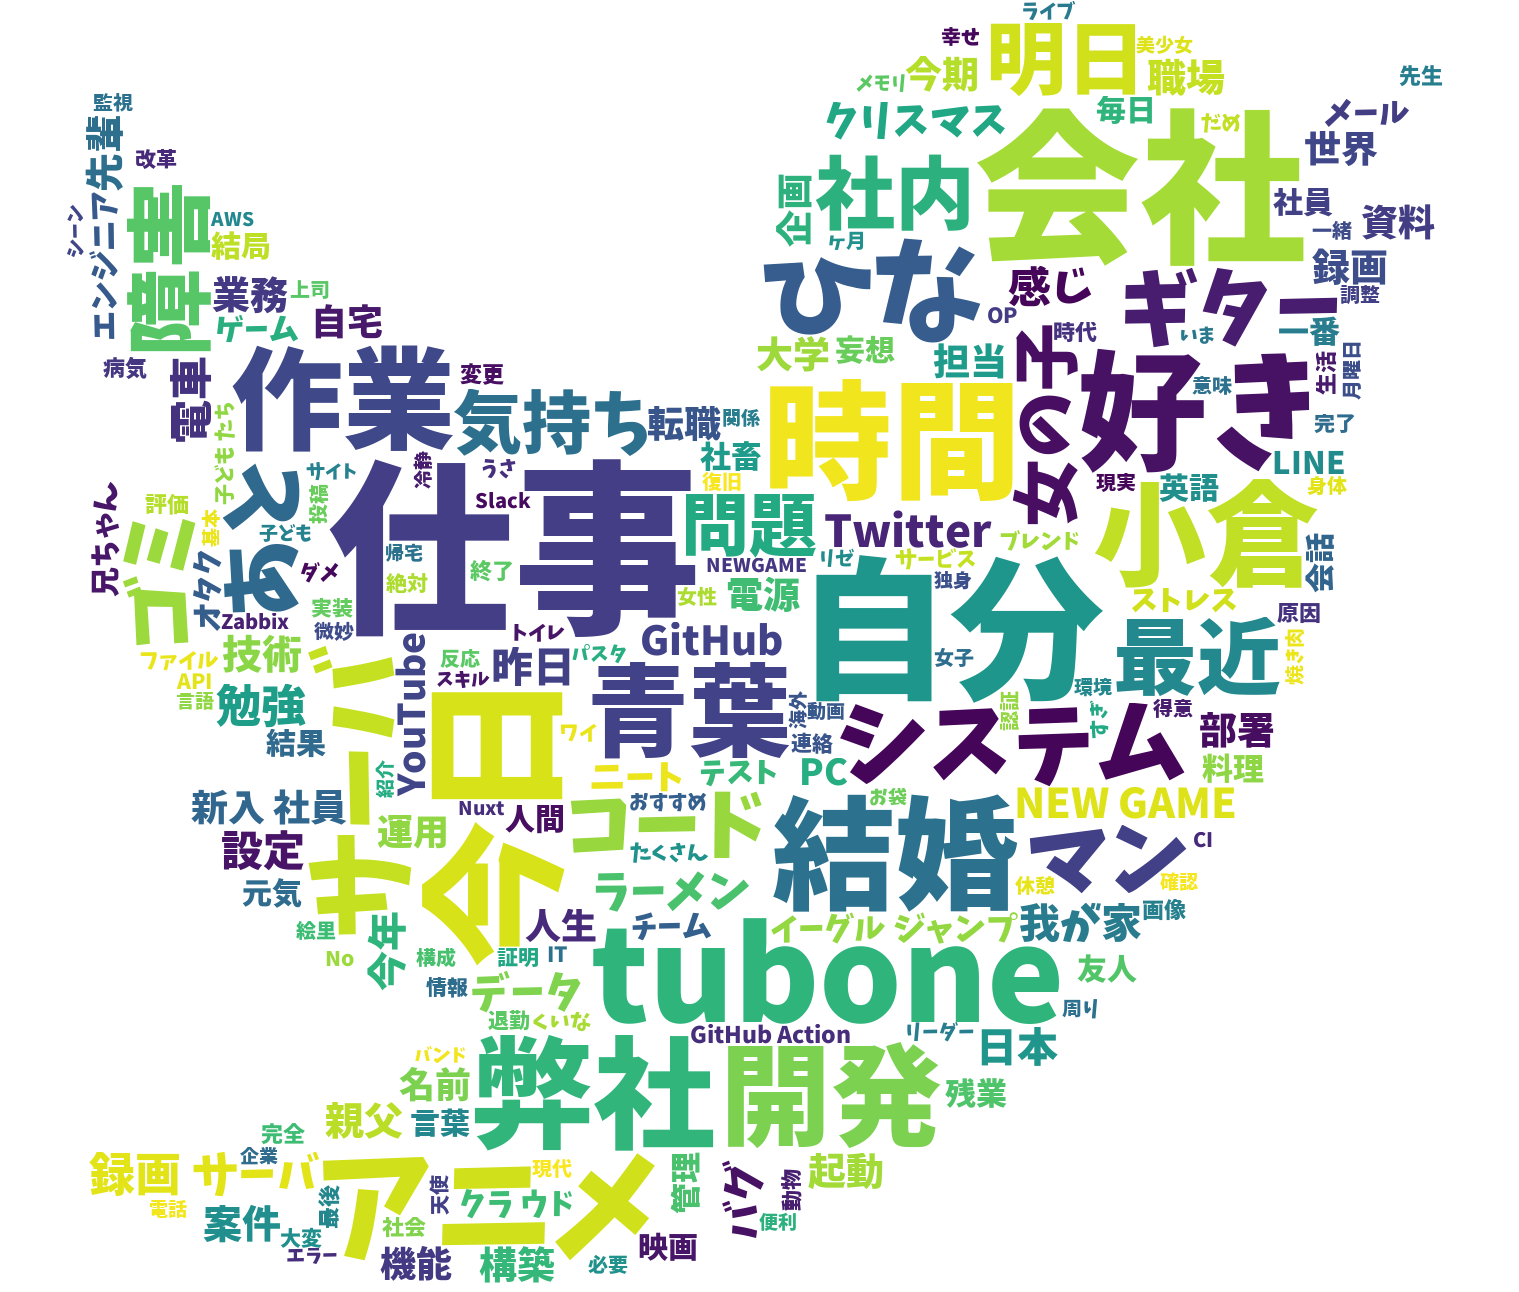 ライブ
幸せ
明日
美少女
今期
職場
メモリ
先生
監視
クリスマス
毎日
だめ
メール
会社
世界
先輩
改革
社内
企画
社員
資料
一緒
エンジニア
シーン
障害
AWS
結局
ヶ月
ひな
感じ
ギター
録画
調整
業務
上司
自宅
ゲーム
OP
時代
いま
一番
大学
妄想
担当
女の子
好き
意味
生活
月曜日
病気
電車
作業
変更
気持ち
転職
関係
時間
完了
子どもたち
社畜
復旧
LINE
現実
英語
身体
サイト
冷静
うさ
Slack
仕事
問題
Twitter
小倉
兄ちゃん
評価
ゴミ
基本
投稿
子ども
オタク
ダメ
帰宅
絶対
終了
NEWGAME
リゼ
サービス
ブレンド
会話
独身
女性
電源
自分
ストレス
原因
実装
微妙
Zabbix
技術
ファイル
API
言語
勉強
結果
トイレ
GitHub
昨日
反応
スキル
パスタ
YouTube
女子
最近
焼き肉
環境
認証
すぎ
得意
部署
料理
青葉
海外
動画
連絡
システム
今日
ワイ
ニート
テスト
PC
紹介
Nuxt
人間
おすすめ
コード
お袋
NEW GAME
新入 社員
設定
運用
サーバ
元気
たくさん
ラーメン
結婚
マン
CI
休憩
確認
絵里
No
今年
構成
人生
チーム
イーグル ジャンプ
我が家
画像
証明
IT
情報
データ
退勤
くいな
tubone
友人
周り
GitHub Action
リーダー
日本
バンド
名前
弊社
開発
残業
親父
言葉
完全
企業
録画 サーバ
アニメ
現代
天使
クラウド
管理
バグ
動物
起動
電話
案件
大変
最後
エラー
社会
機能
構築
必要
映画
便利